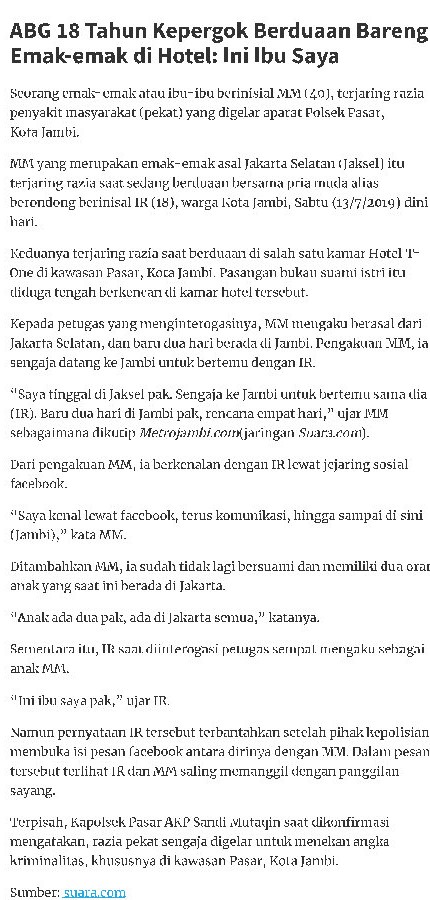 ABG 18 Tahun Kepergok Berduaan Bareng
Emak-emak di Hotel: Ini Ibu Saya
Seorang emak-emak atau ibu-ibu berinisial MM (40), terjaring razia
penyakit masyarakat (pekat) yang digelar aparat Polsek Pasar,
Kota Jambi.
MM yang merupakan emak-emak asal Jakarta Selatan (Jaksel) itu
terjaring razia saat sedang berduaan bersama pria muda alias
berondong berinisal IR (18), warga Kota Jambi, Sabtu (13/7/2019) dini
hari.
Keduanya terjaring razia saat berduaan di salah satu kamar Hotel T-
One di kawasan Pasar, Kota Jambi. Pasangan bukan suami istri itu
diduga tengah berkencan di kamar hotel tersebut.
Kepada petugas yang menginterogasinya, MM mengaku berasal dari
Jakarta Selatan, dan baru dua hari berada di Jambi. Pengakuan MM, ia
sengaja datang ke Jambi untuk bertemu dengan IR.
"Saya tinggal di Jaksel pak. Sengaja ke Jambi untuk bertemu sama dia
(IR). Baru dua hari di Jambi pak, rencana empat hari," ujar MM
sebagaimana dikutip Metrojambi.com(jaringan Suara.com).
Dari pengakuan MM, ia berkenalan dengan IR lewat jejaring sosial
facebook.
"Saya kenal lewat facebook, terus komunikasi, hingga sampai di sini
(Jambi)," kata MM.
Ditambahkan MM, ia sudah tidak lagi bersuami dan memiliki dua orar
anak yang saat ini berada di Jakarta.
"Anak ada dua pak, ada di Jakarta semua," katanya.
Sementara itu, IR saat diinterogasi petugas sempat mengaku sebagai
anak MM.
"Ini ibu saya pak," ujar IR.
Namun pernyataan IR tersebut terbantahkan setelah pihak kepolisian
membuka isi pesan facebook antara dirinya dengan MM. Dalam pesan
tersebut terlihat IR dan MM saling memanggil dengan panggilan
sayang.
Terpisah, Kapolsek Pasar AKP Sandi Mutaqin saat dikonfirmasi
mengatakan, razia pekat sengaja digelar untuk menekan angka
kriminalitas, khususnya di kawasan Pasar, Kota Jambi.
Sumber: suara.com